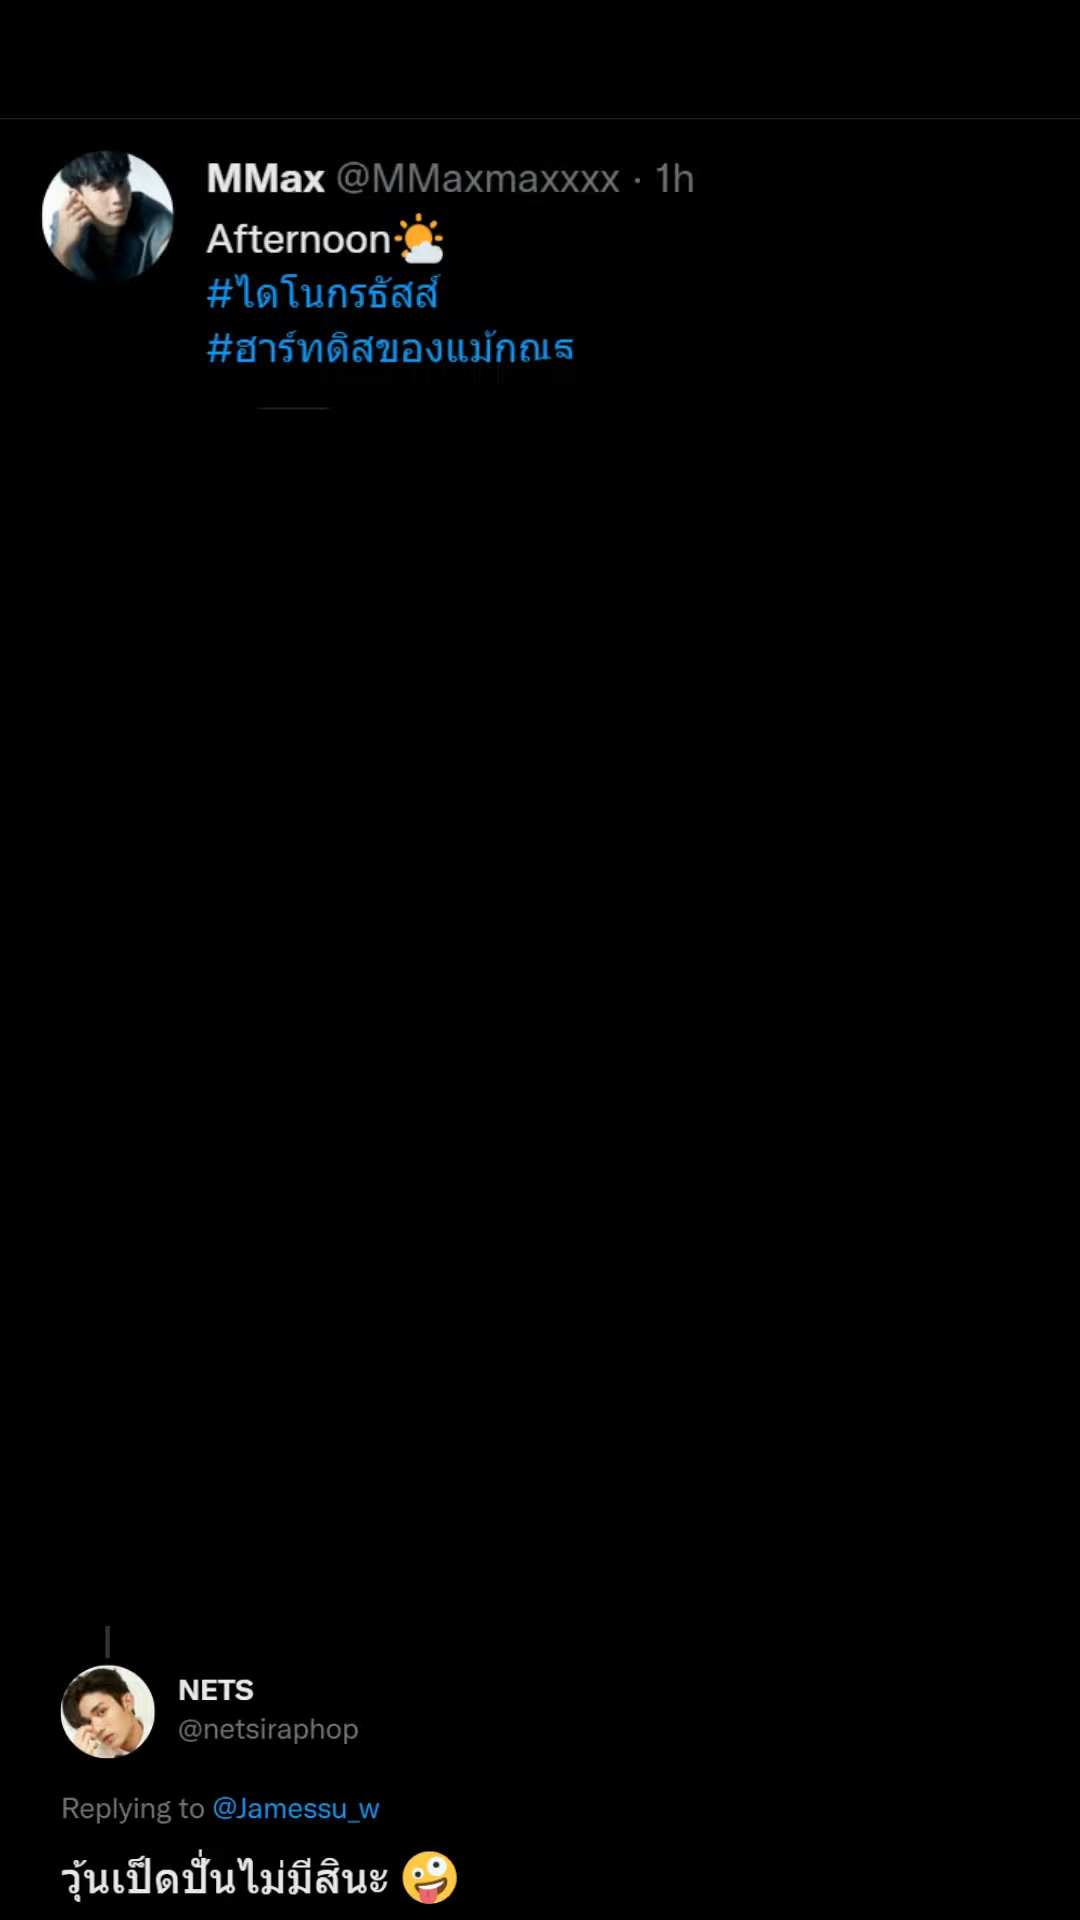 MMax @MMaxmaxxxx · 1h
Afternoon🌤️
#ไดโนกรธัสส์
#ฮาร์ทดิสของแม้กณธ
NETS
@netsiraphop
Replying to @Jamessu_w
วุ้นเป็ดปั่นไม่มีสินะ 🤪